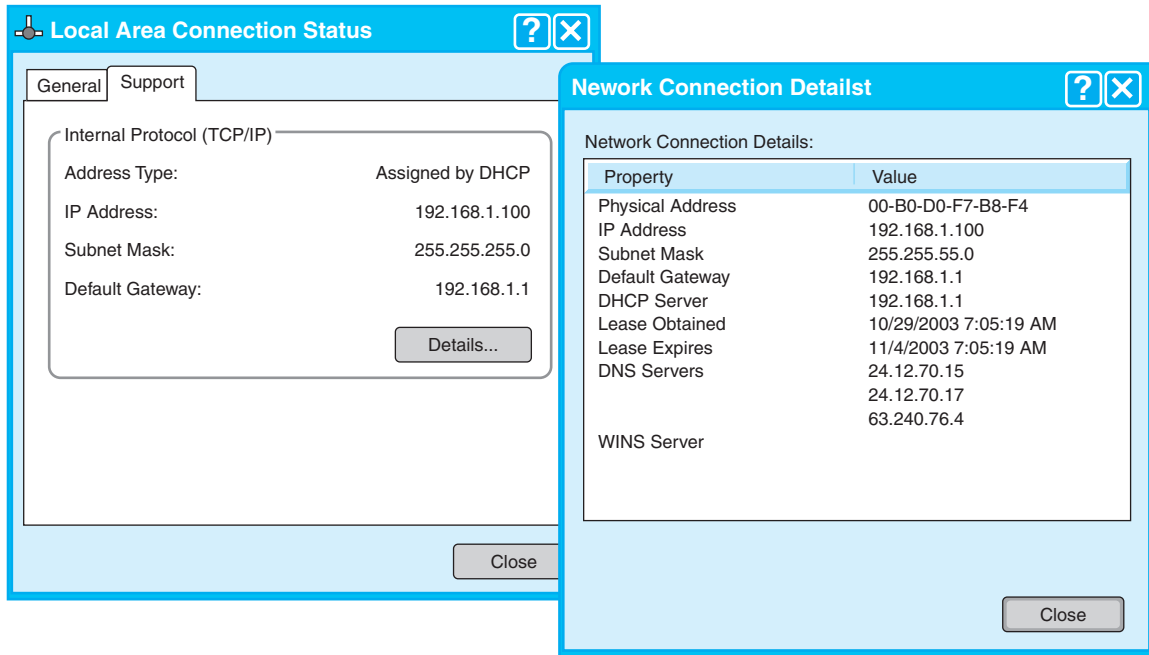 Local Area Connection Status
?
X
General
Support
Internal Protocol (TCP/IP)
Address Type: Assigned by DHCP
IP Address: 192.168.1.100
Subnet Mask: 255.255.255.0
Default Gateway: 192.168.1.1
Details...
Close
Nework Connection Detailst
?
X
Network Connection Details:
Property Value
Physical Address 00-B0-D0-F7-B8-F4
IP Address 192.168.1.100
Subnet Mask 255.255.55.0
Default Gateway 192.168.1.1
DHCP Server 192.168.1.1
Lease Obtained 10/29/2003 7:05:19 AM
Lease Expires 11/4/2003 7:05:19 AM
DNS Servers 24.12.70.15
24.12.70.17
63.240.76.4
WINS Server
Close